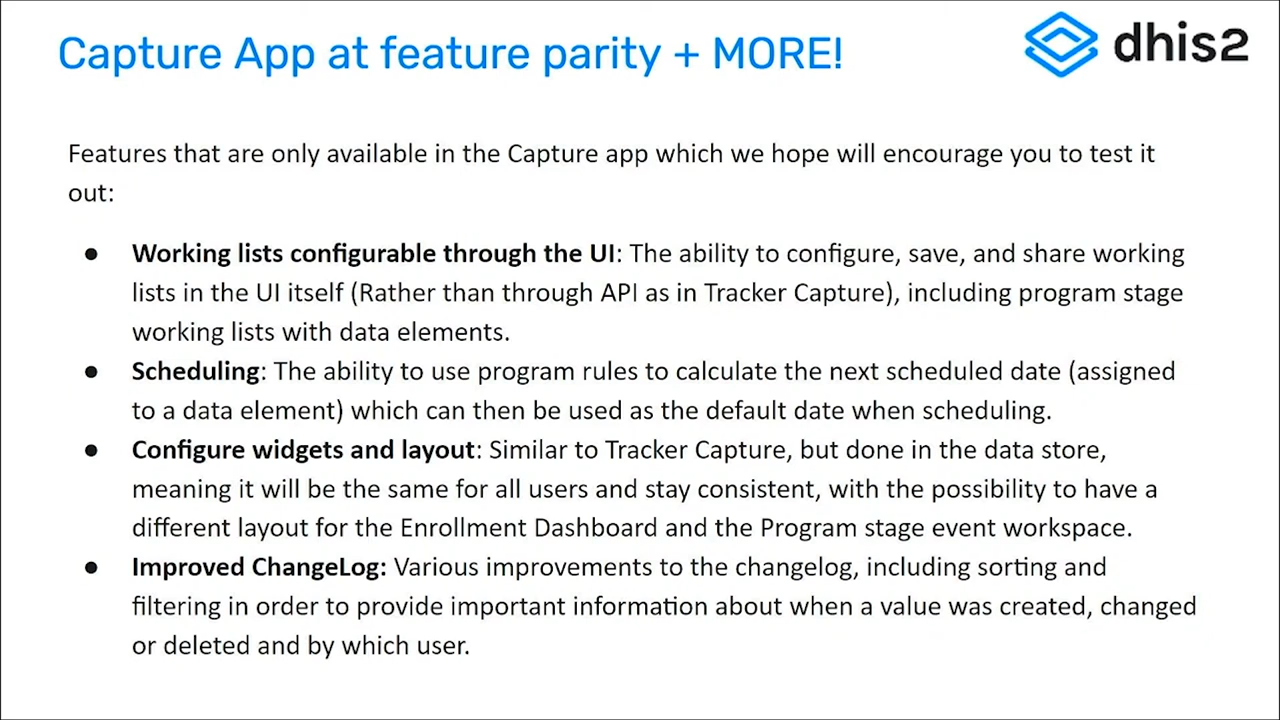 Capture App at feature parity + MORE!
dhis2
Features that are only available in the Capture app which we hope will encourage you to test it
out:
● Working lists configurable through the UI: The ability to configure, save, and share working
lists in the UI itself (Rather than through API as in Tracker Capture), including program stage
working lists with data elements.
● Scheduling: The ability to use program rules to calculate the next scheduled date (assigned
to a data element) which can then be used as the default date when scheduling.
● Configure widgets and layout: Similar to Tracker Capture, but done in the data store,
meaning it will be the same for all users and stay consistent, with the possibility to have a
different layout for the Enrollment Dashboard and the Program stage event workspace.
● Improved ChangeLog: Various improvements to the changelog, including sorting and
filtering in order to provide important information about when a value was created, changed
or deleted and by which user.